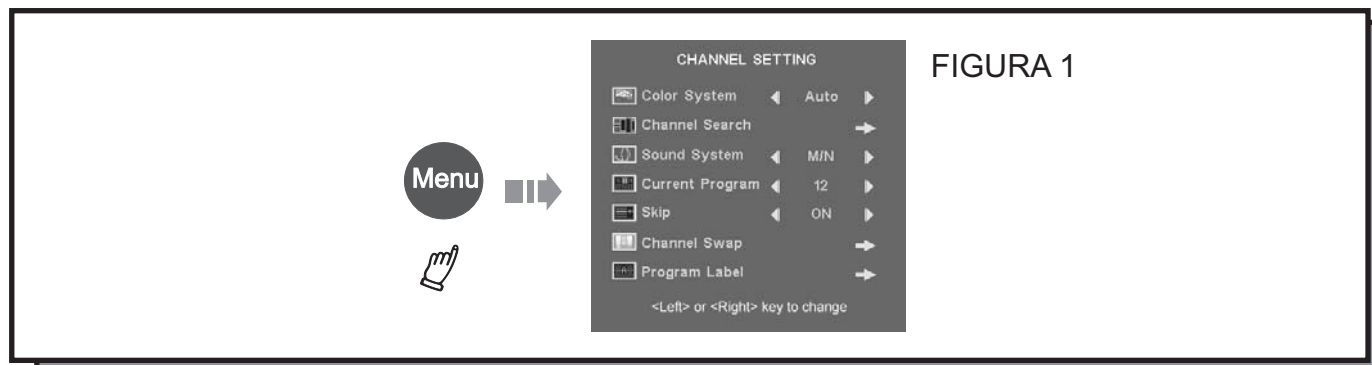 CHANNEL SETTING
FIGURA 1
Color System Auto
Channel Search
Sound System M/N
Menu
Current Program 12
Skip ON
Channel Swap
Program Label
<Left> or <Right> key to change